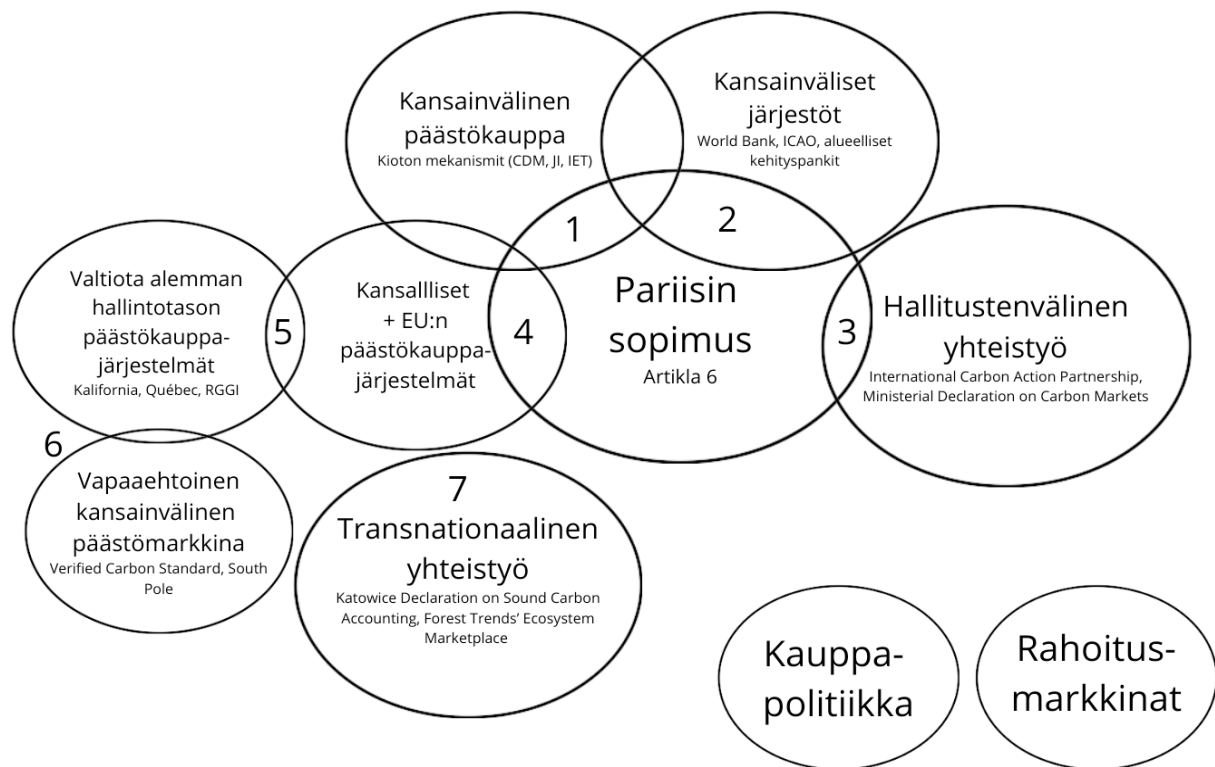 Kansainvälinen
päästökauppa
Kioton mekanismit (CDM, JI, IET)
Kansainväliset
järjestöt
World Bank, ICAO, alueelliset
kehityspankit
1
2
Pariisin
sopimus
Artikla 6
3
Hallitustenvälinen
yhteistyö
International Carbon Action Partnership,
Ministerial Declaration on Carbon Markets
Valtiota alemman
hallintotason
päästökauppa-
järjestelmät
Kalifornia, Québec, RGGI
5
Kansallliset
+ EU:n
päästökauppa-
järjestelmät
4
6
Vapaaehtoinen
kansainvälinen
päästömarkkina
Verified Carbon Standard, South
Pole
7
Transnationaalinen
yhteistyö
Katowice Declaration on Sound Carbon
Accounting, Forest Trends’ Ecosystem
Marketplace
Kauppa-
politiikka
Rahoitus-
markkinat